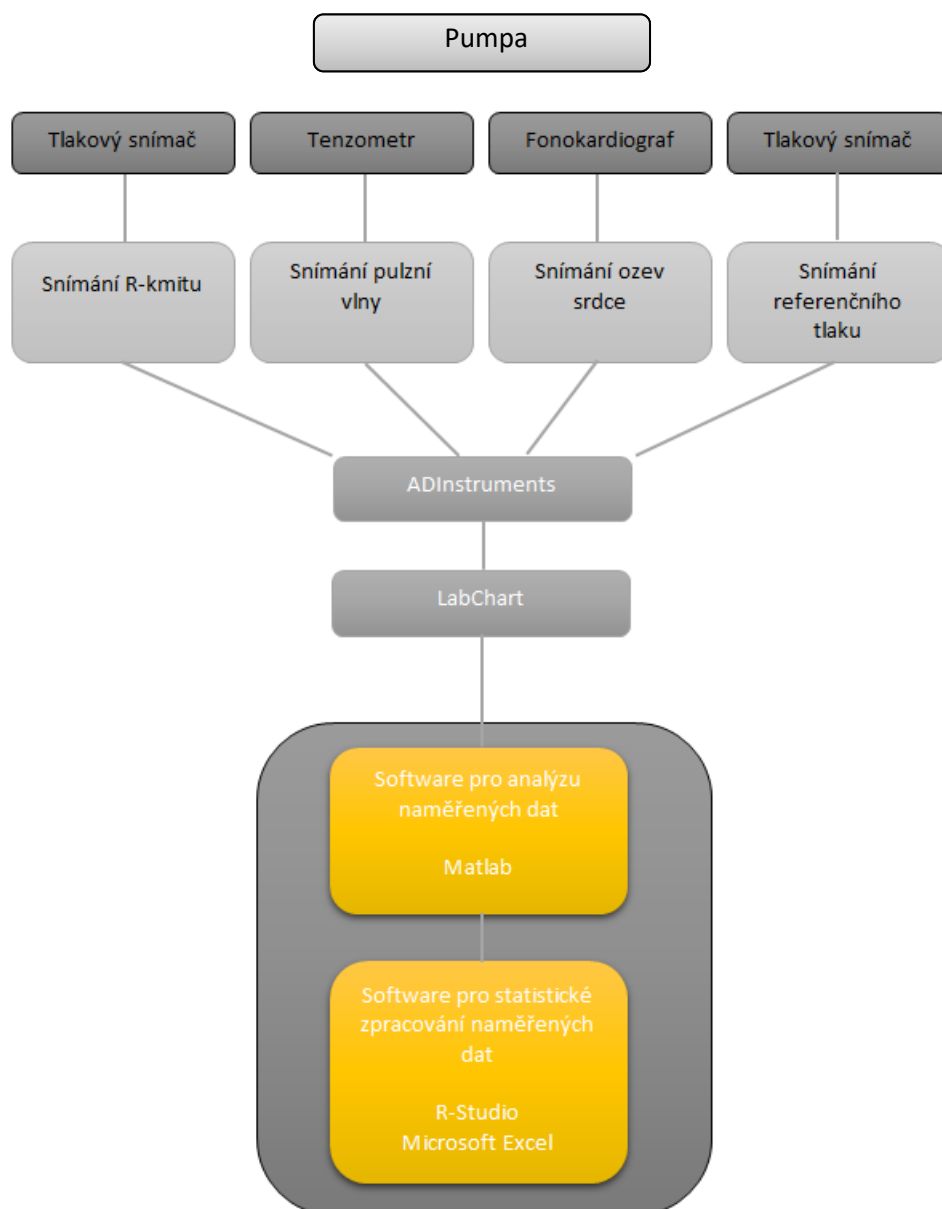 Pumpa
Tlakový snímač
Tenzometr
Fonokardiograf
Tlakový snímač
Snímání R-kmitu
Snímání pulzní
vlny
Snímání ozev
srdce
Snímání
referenčního
tlaku
ADInstruments
LabChart
Software pro analýzu
naměřených dat
Matlab
Software pro statistické
zpracování naměřených
dat
R-Studio
Microsoft Excel